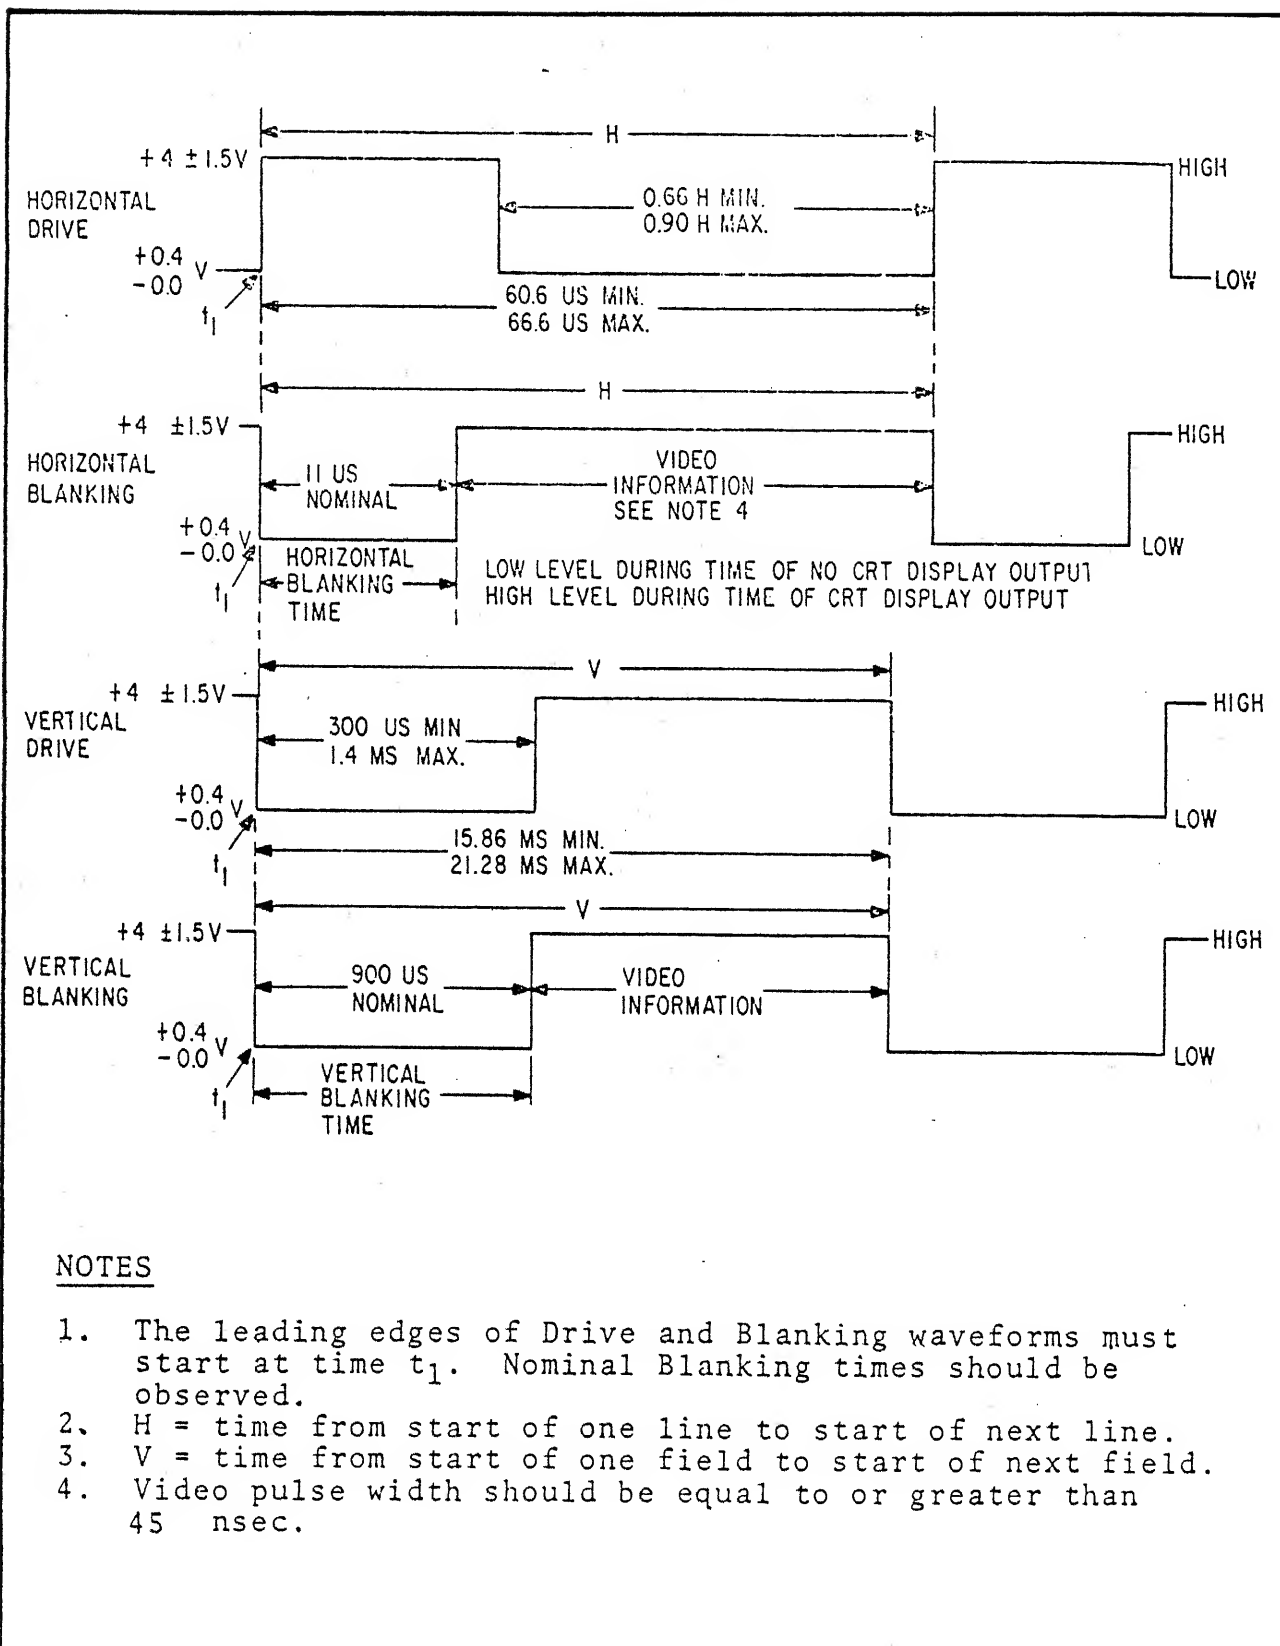 H
+4 ±1.5V
HIGH
HORIZONTAL
DRIVE
0.66 H MIN.
0.90 H MAX.
+0.4
-0.0 V
LOW
t1
60.6 US MIN.
66.6 US MAX.
H
+4 ±1.5V
HIGH
HORIZONTAL
BLANKING
11 US
NOMINAL
VIDEO
INFORMATION
SEE NOTE 4
+0.4
-0.0 V
LOW
t1
HORIZONTAL
BLANKING
TIME
LOW LEVEL DURING TIME OF NO CRT DISPLAY OUTPUT
HIGH LEVEL DURING TIME OF CRT DISPLAY OUTPUT
V
+4 ±1.5V
HIGH
VERTICAL
DRIVE
300 US MIN
1.4 MS MAX.
+0.4
-0.0 V
LOW
t1
15.86 MS MIN.
21.28 MS MAX.
V
+4 ±1.5V
HIGH
VERTICAL
BLANKING
900 US
NOMINAL
VIDEO
INFORMATION
+0.4
-0.0 V
LOW
t1
VERTICAL
BLANKING
TIME
NOTES
1. The leading edges of Drive and Blanking waveforms must
start at time t1. Nominal Blanking times should be
observed.
2. H = time from start of one line to start of next line.
3. V = time from start of one field to start of next field.
4. Video pulse width should be equal to or greater than
45 nsec.